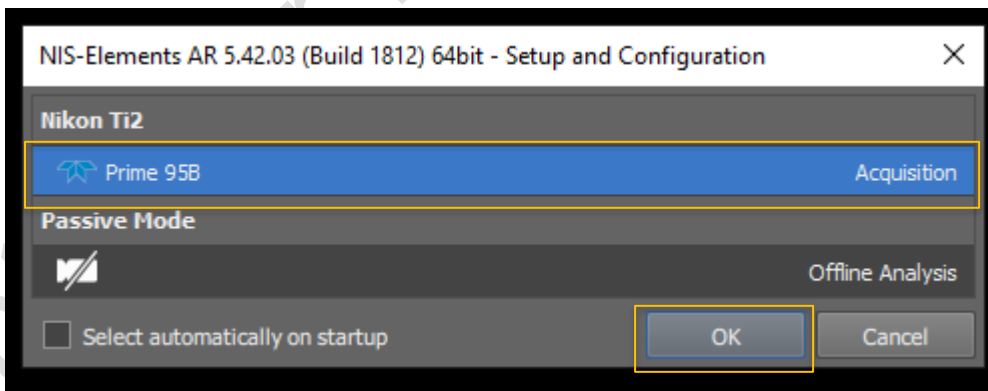 NIS-Elements AR 5.42.03 (Build 1812) 64bit - Setup and Configuration
Nikon Ti2
Prime 95B Acquisition
Passive Mode
Offline Analysis
Select automatically on startup OK Cancel